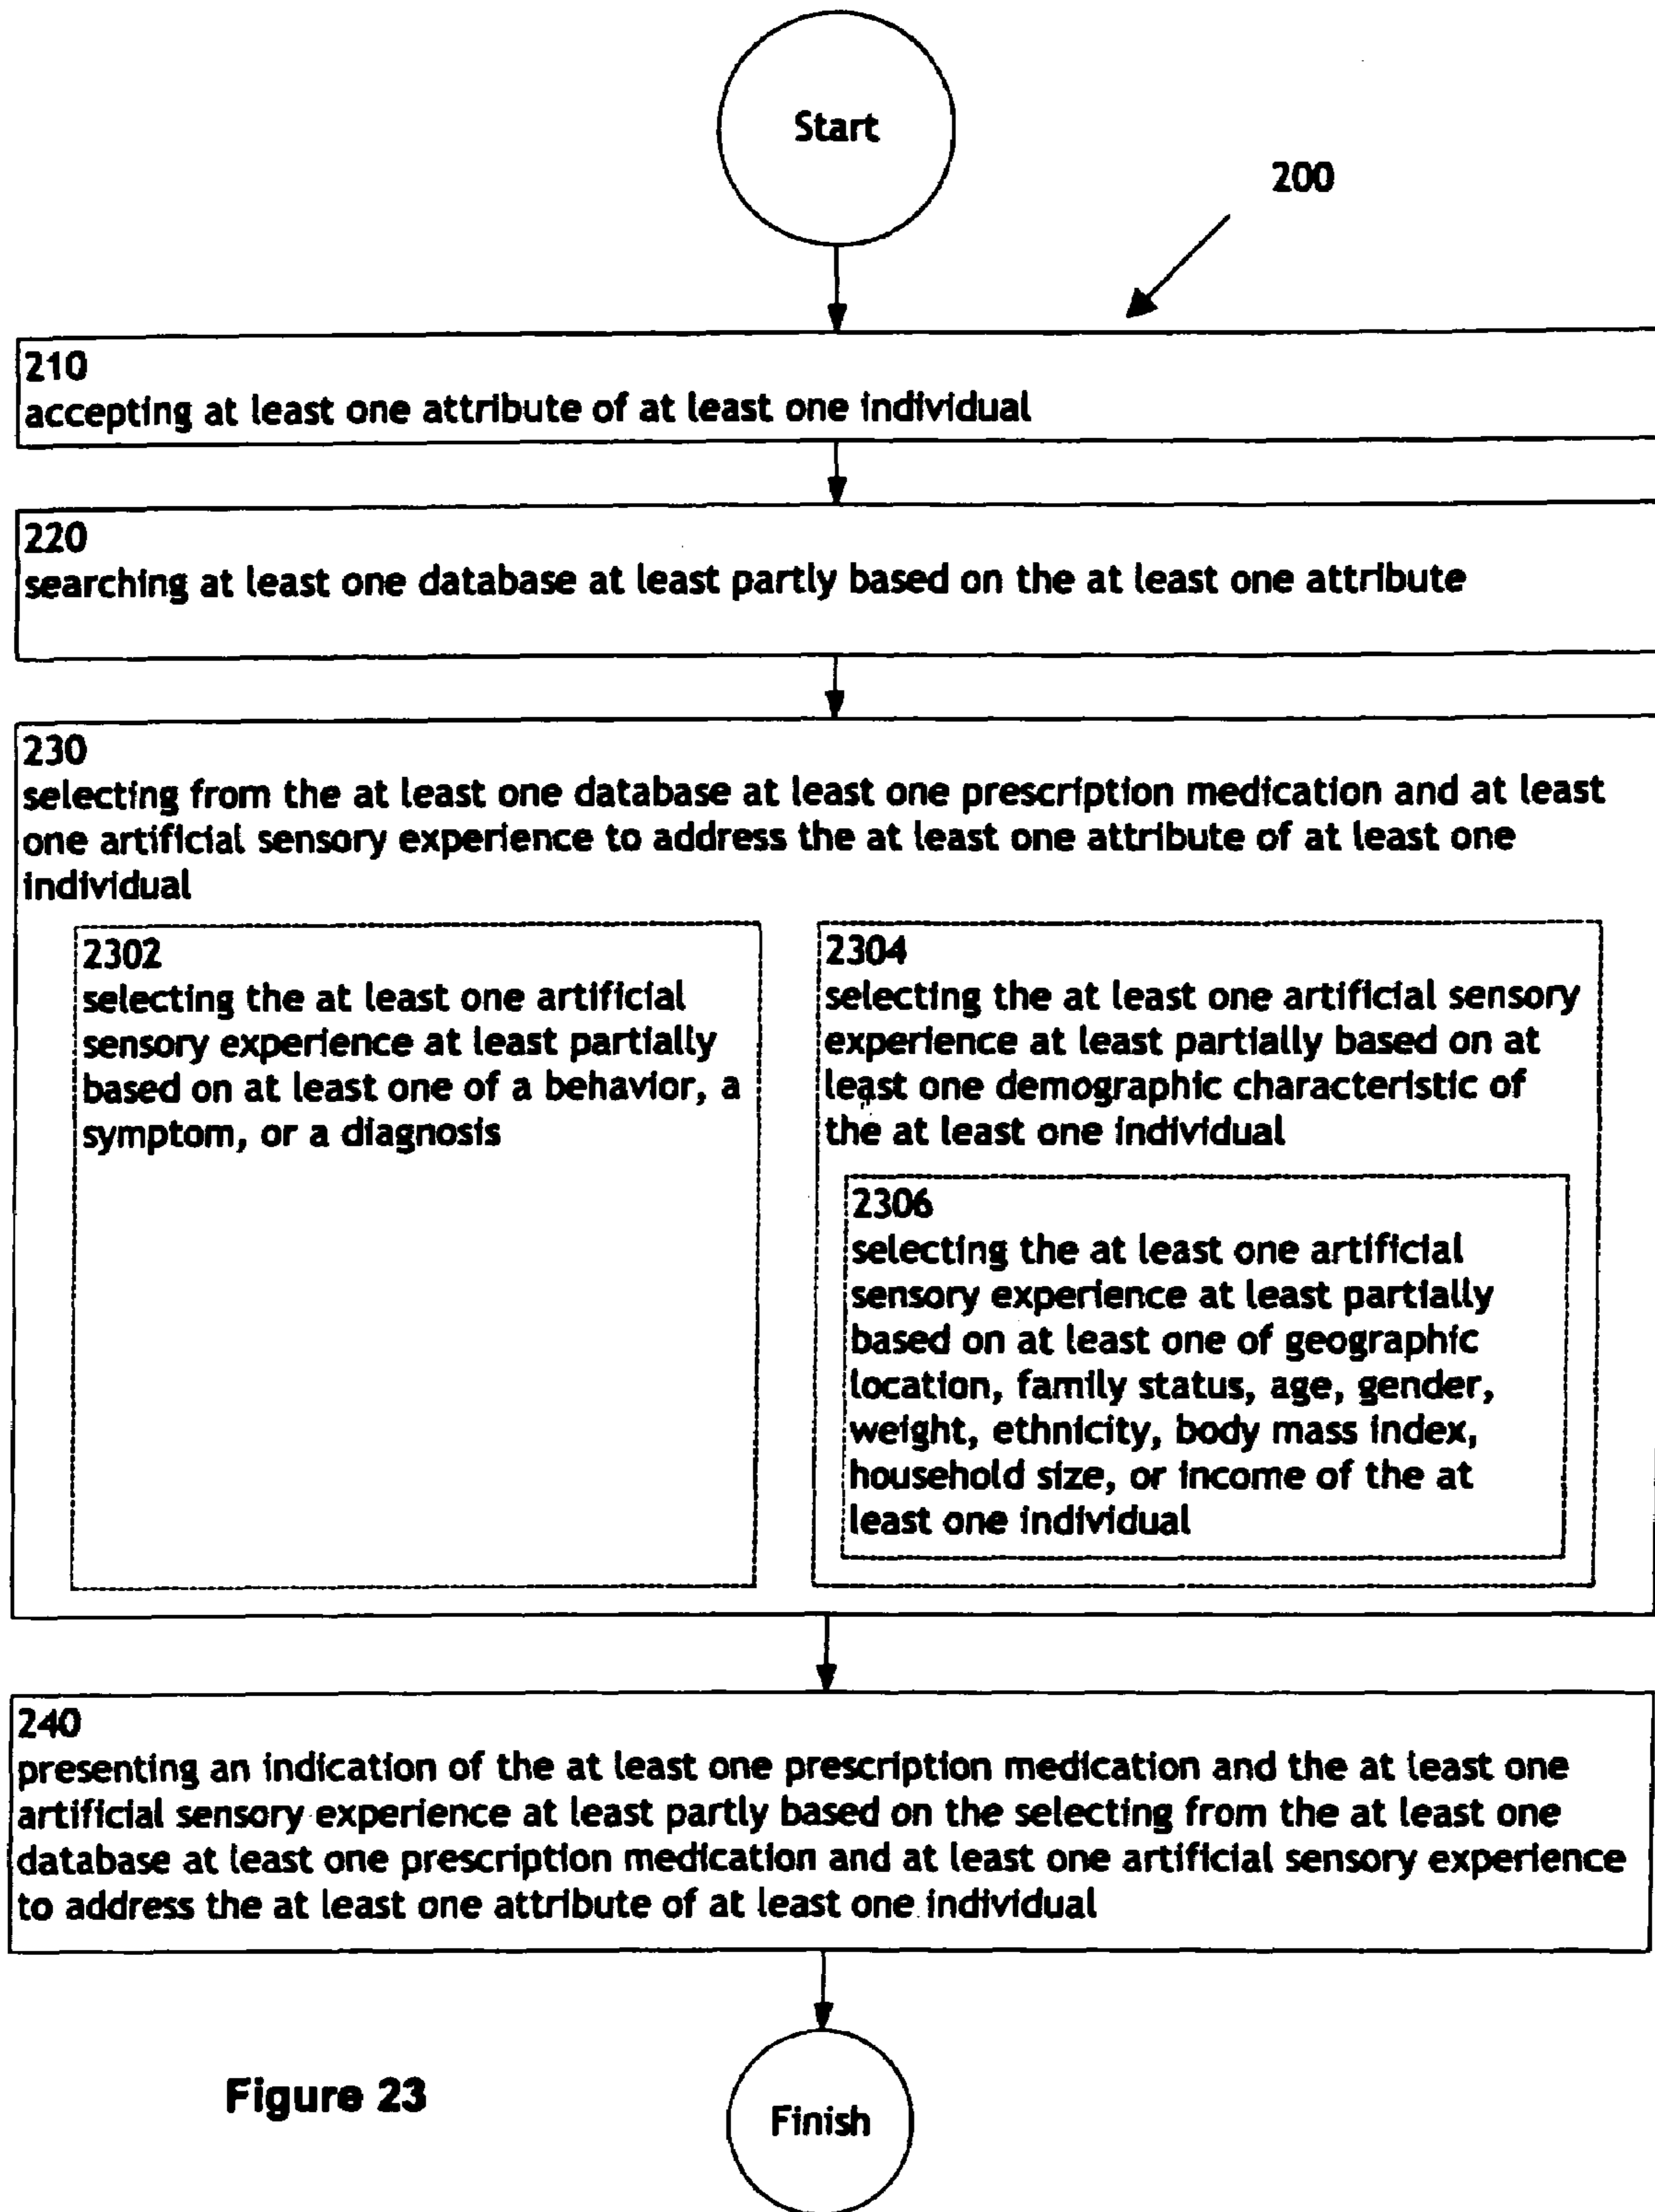 Start
200
210
accepting at least one attribute of at least one individual
220
searching at least one database at least partly based on the at least one attribute
230
selecting from the at least one database at least one prescription medication and at least
one artificial sensory experience to address the at least one attribute of at least one
individual
2302
selecting the at least one artificial
sensory experience at least partially
based on at least one of a behavior, a
symptom, or a diagnosis
2304
selecting the at least one artificial sensory
experience at least partially based on at
least one demographic characteristic of
the at least one individual
2306
selecting the at least one artificial
sensory experience at least partially
based on at least one of geographic
location, family status, age, gender,
weight, ethnicity, body mass index,
household size, or income of the at
least one individual
240
presenting an indication of the at least one prescription medication and the at least one
artificial sensory experience at least partly based on the selecting from the at least one
database at least one prescription medication and at least one artificial sensory experience
to address the at least one attribute of at least one individual
Figure 23
Finish